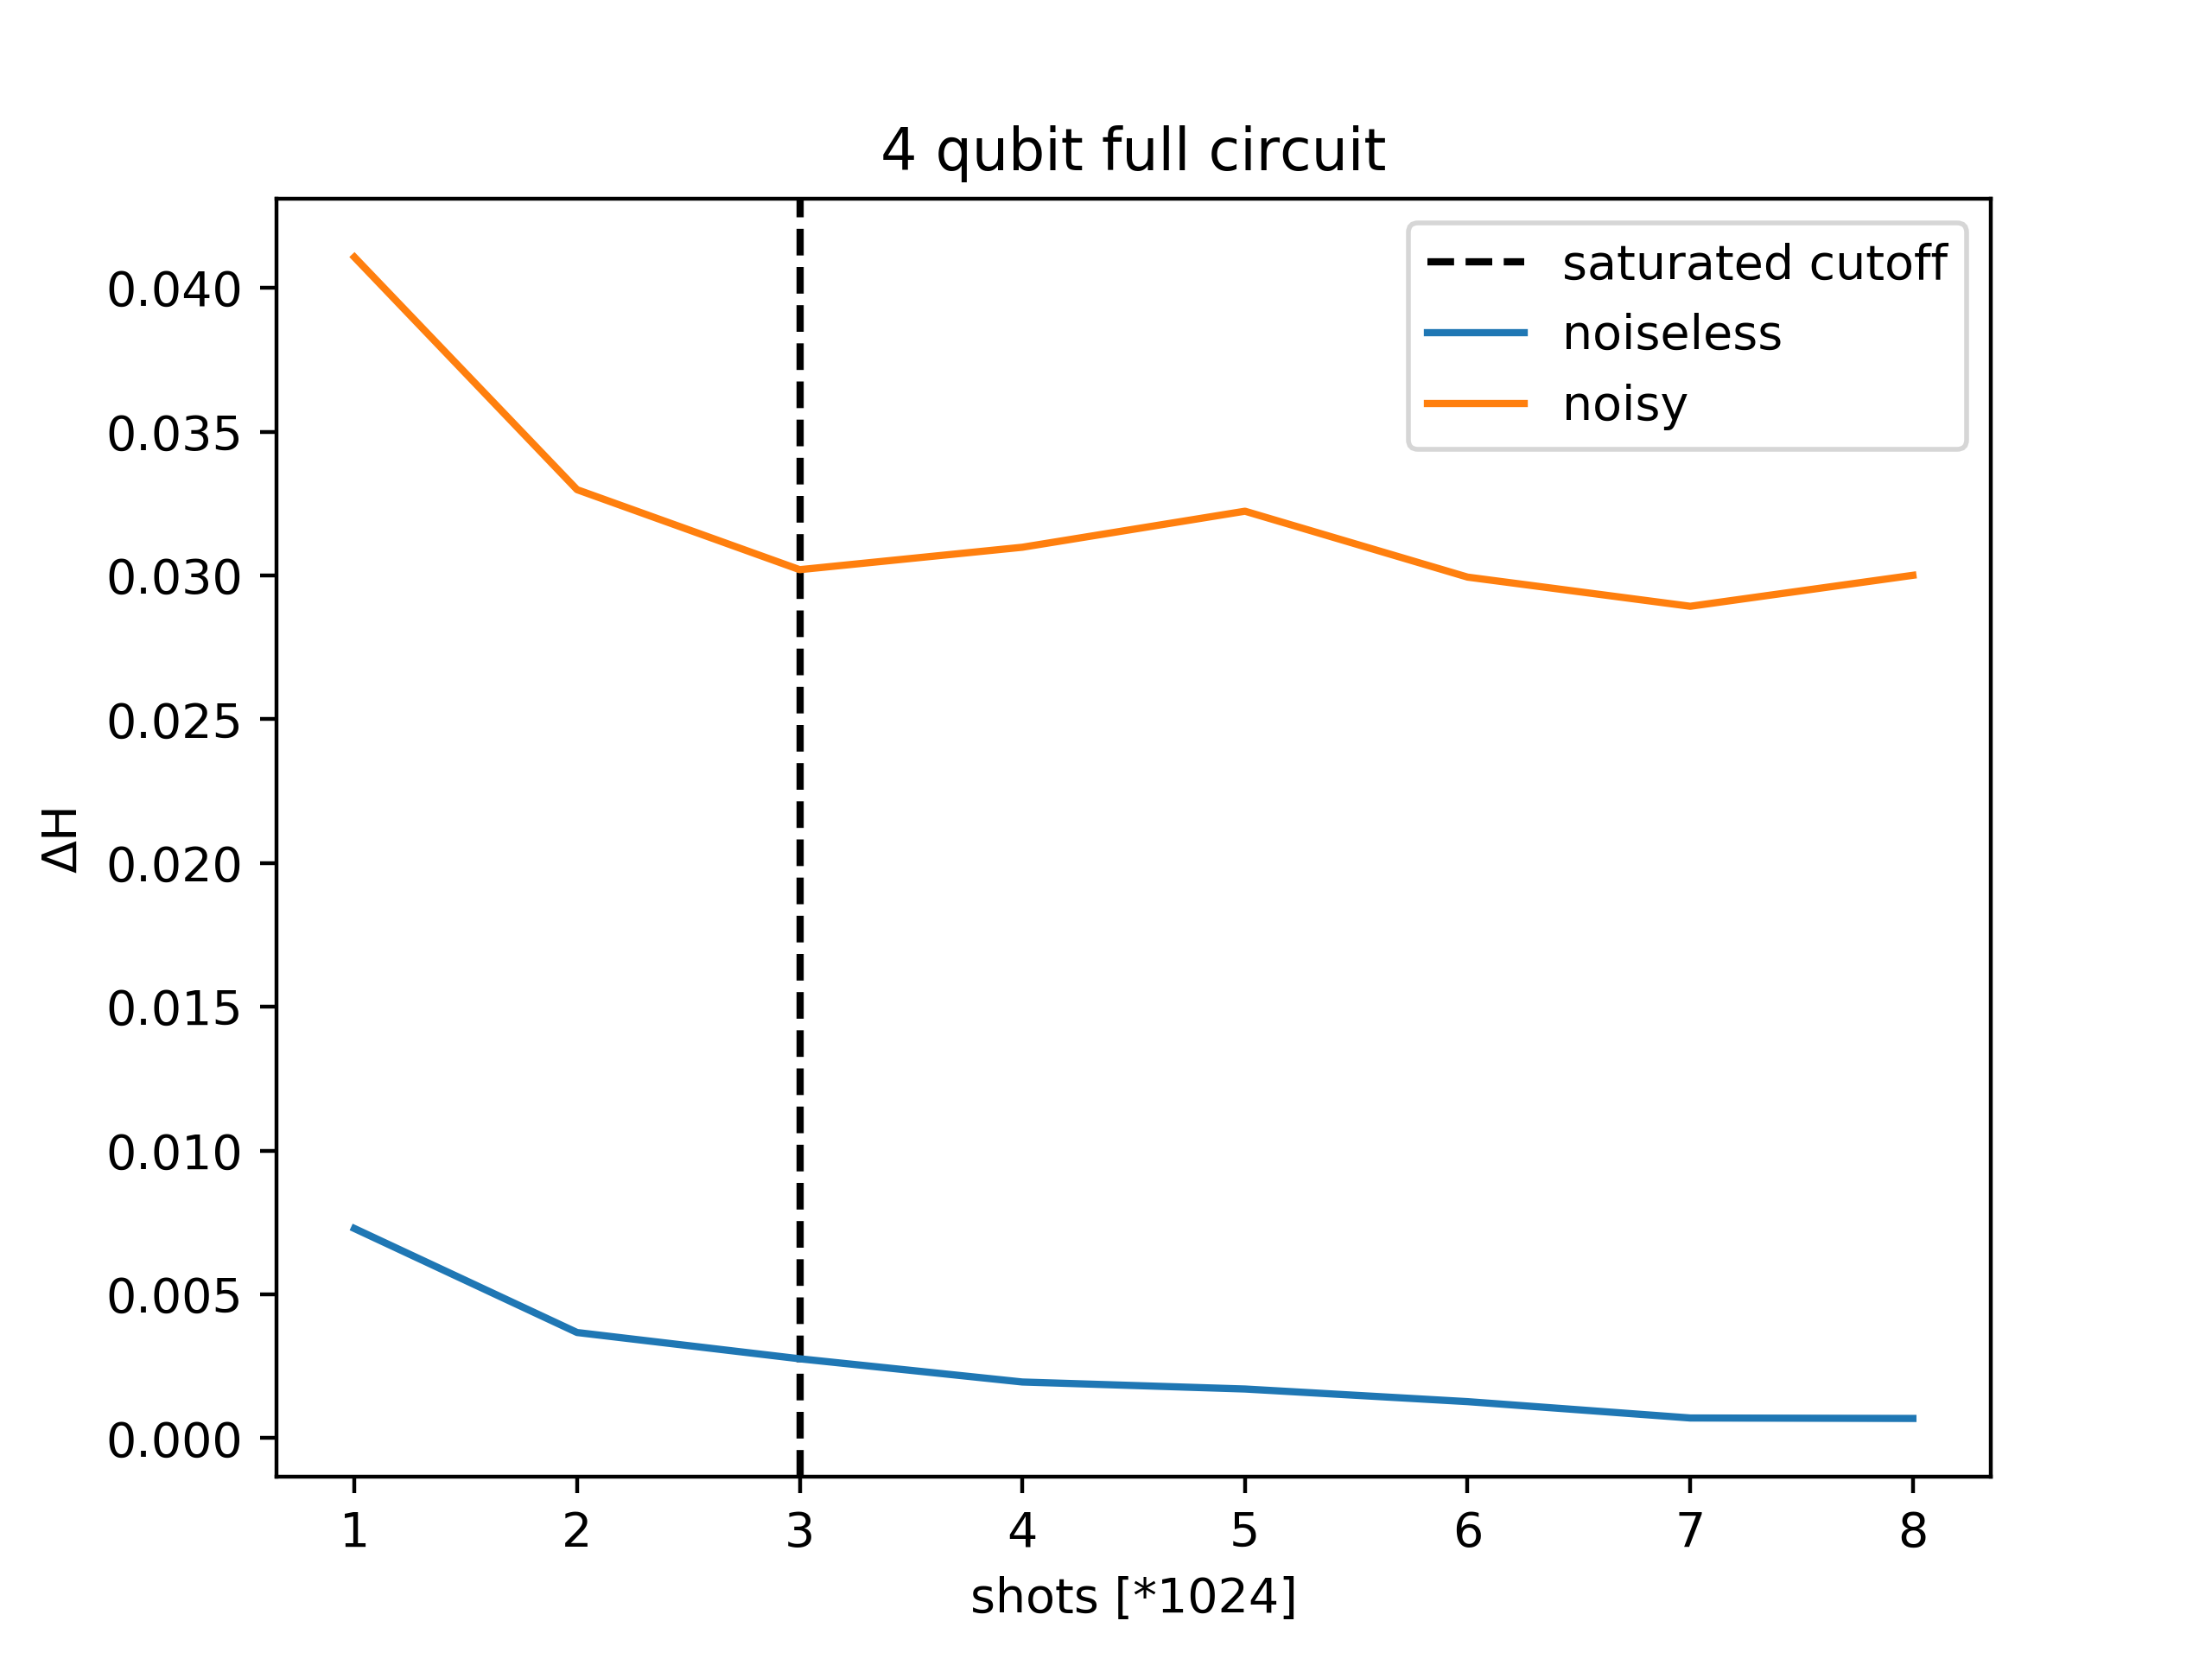 4 qubit full circuit
saturated cutoff
noiseless
noisy
0.040
0.035
0.030
0.025
0.020
0.015
0.010
0.005
0.000
ΔH
1 2 3 4 5 6 7 8
shots [*1024]